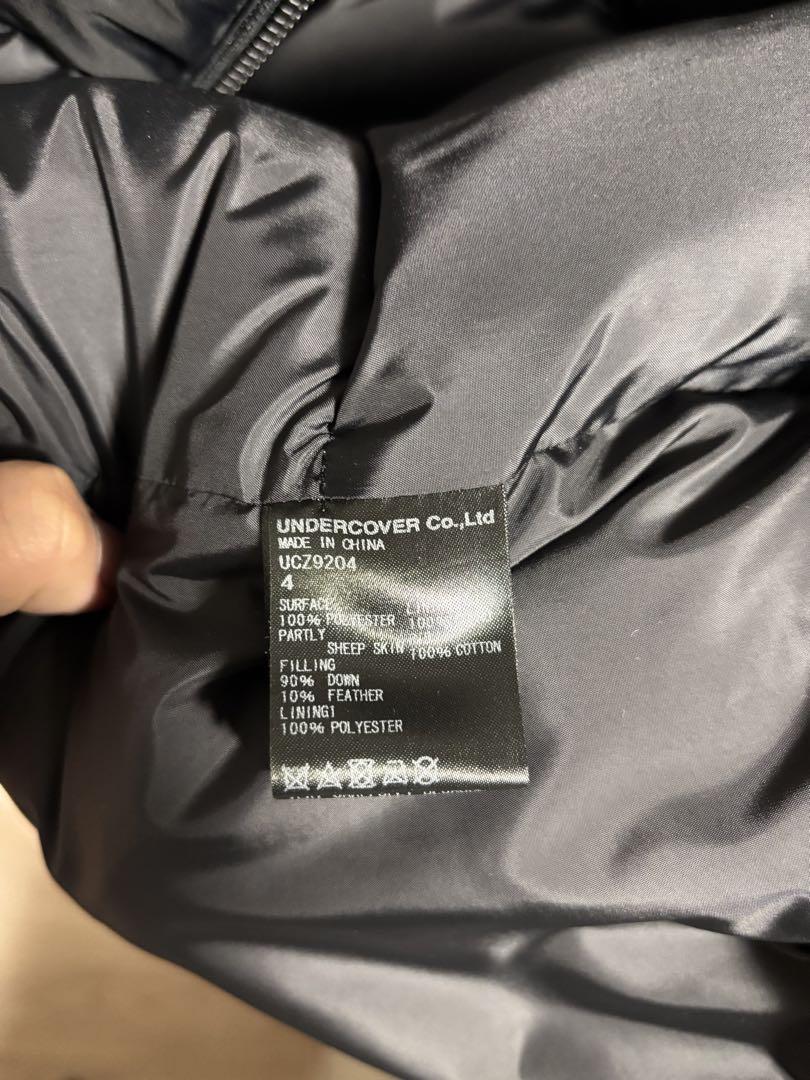 UNDERCOVER Co.,Ltd
MADE IN CHINA
UCZ9204
4
SURFACE
100% POLYESTER
PARTLY
SHEEP SKIN
FILLING
90% DOWN
10% FEATHER
LINING1
100% POLYESTER
100% COTTON